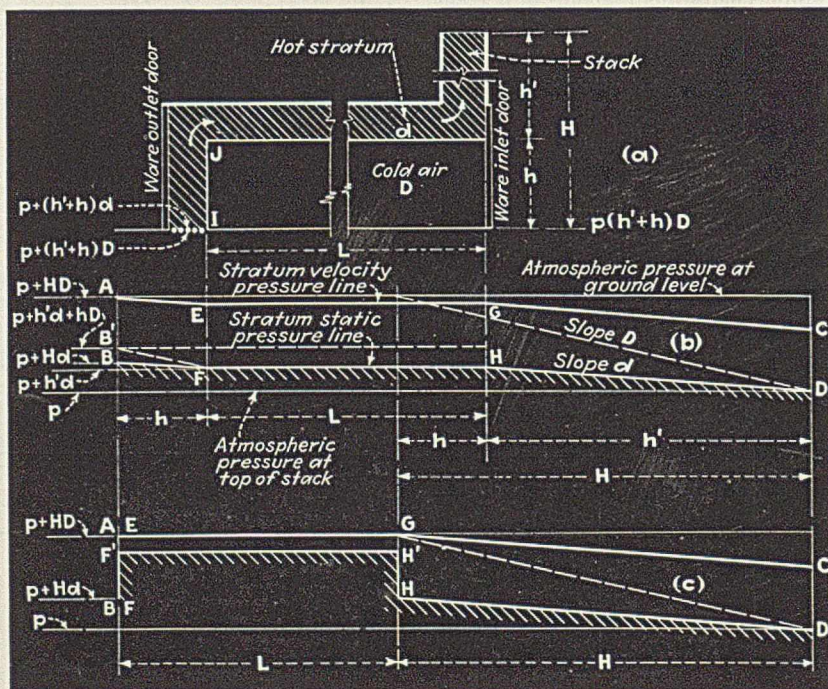 Ware outlet door
Hot stratum
Stack
h'
H
h
(a)
d
J
I
Cold air
D
Ware inlet door
p+(h'+h)d
p+(h'+h)D
p(h'+h)D
L
Stratum velocity
pressure line
Atmospheric pressure at
ground level
p+HD
A
E
Stratum static
pressure line
G
C
p+h'd+hD
B'
Slope D
(b)
p+Hd
B
H
Slope d
p+h'd
F
p
D
h
L
h
h'
Atmospheric
pressure at
top of stack
H
p+HD
A E
G
F'
H'
C
p+Hd
B F
H
(c)
p
D
L
H